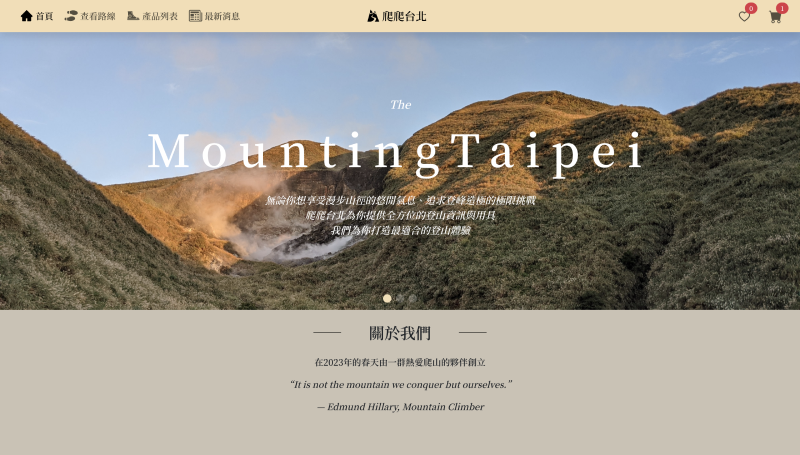 首頁
查看路線
產品列表
最新消息
爬爬台北
0
1
The
MountingTaipei
無論你想享受漫步山徑的悠閒氣息、追求登峰造極的極限挑戰
爬爬台北為你提供全方位的登山資訊與用具
我們為你打造最適合的登山體驗
關於我們
在2023年的春天由一群熱愛爬山的夥伴創立
“It is not the mountain we conquer but ourselves.”
— Edmund Hillary, Mountain Climber